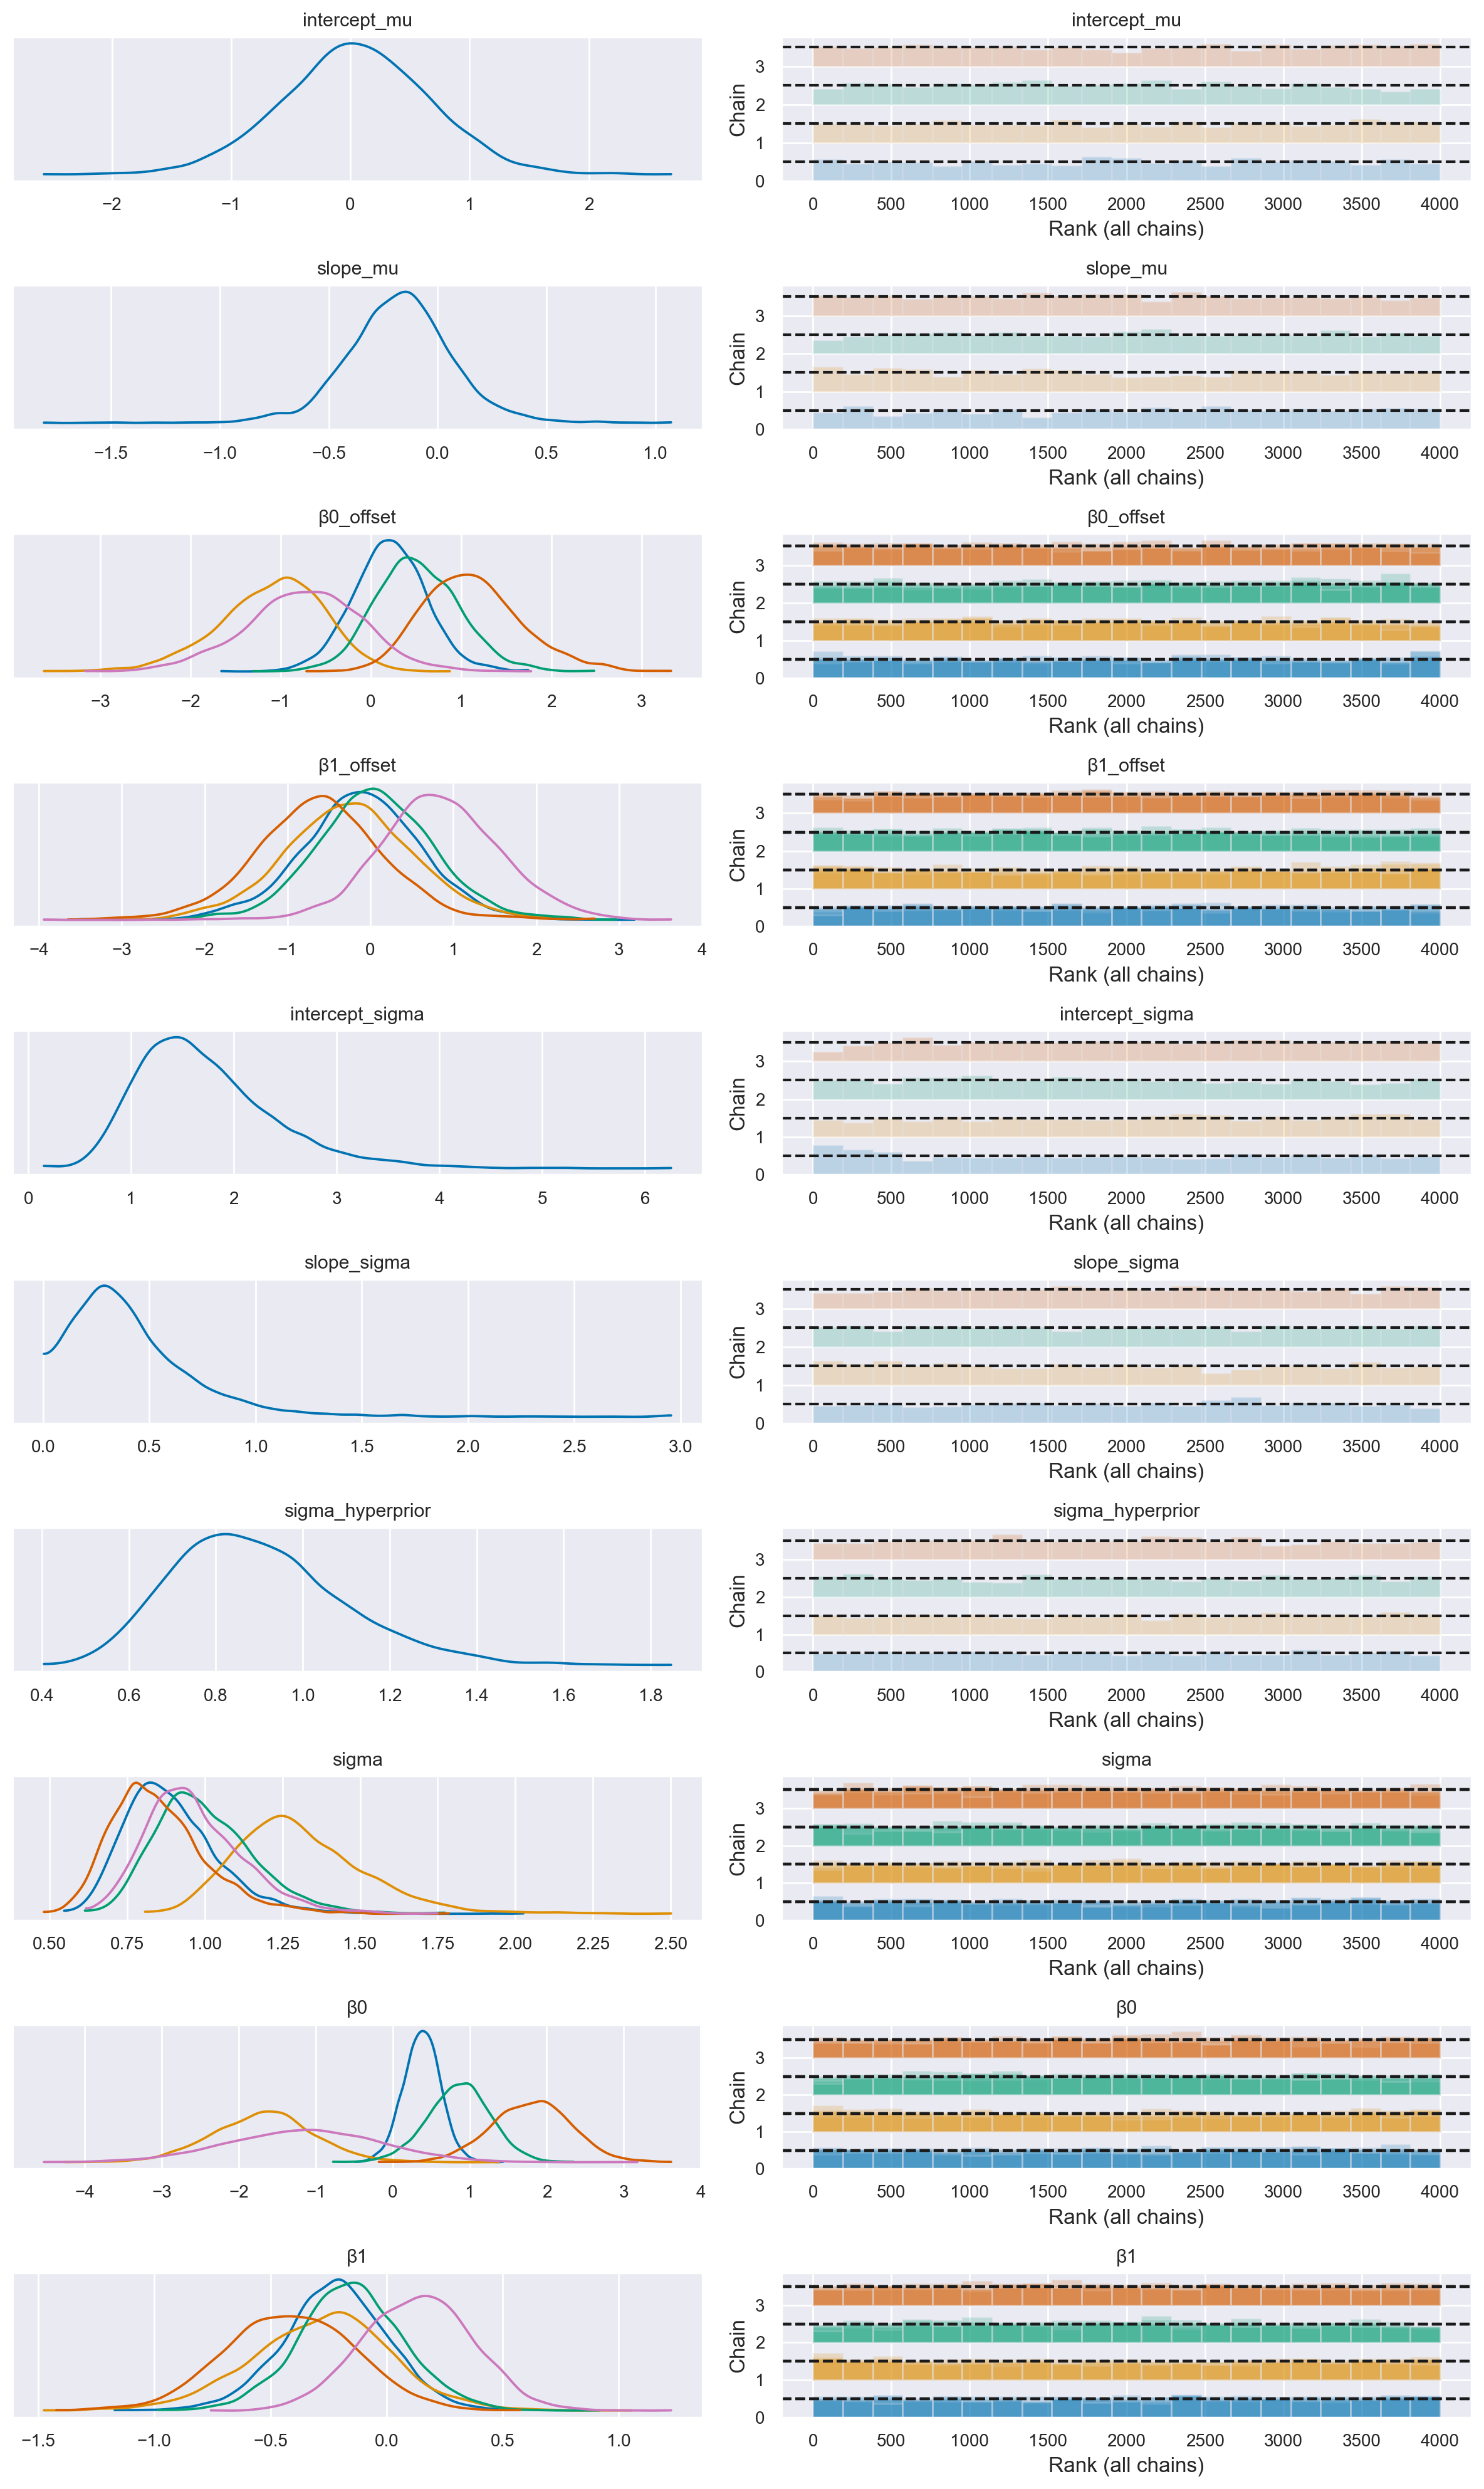 intercept_mu
−2 −1 0 1 2
intercept_mu
Chain
3
2
1
0
0 500 1000 1500 2000 2500 3000 3500 4000
Rank (all chains)
slope_mu
−1.5 −1.0 −0.5 0.0 0.5 1.0
slope_mu
Chain
3
2
1
0
0 500 1000 1500 2000 2500 3000 3500 4000
Rank (all chains)
β0_offset
−3 −2 −1 0 1 2 3
β0_offset
Chain
3
2
1
0
0 500 1000 1500 2000 2500 3000 3500 4000
Rank (all chains)
β1_offset
−4 −3 −2 −1 0 1 2 3 4
β1_offset
Chain
3
2
1
0
0 500 1000 1500 2000 2500 3000 3500 4000
Rank (all chains)
intercept_sigma
0 1 2 3 4 5 6
intercept_sigma
Chain
3
2
1
0
0 500 1000 1500 2000 2500 3000 3500 4000
Rank (all chains)
slope_sigma
0.0 0.5 1.0 1.5 2.0 2.5 3.0
slope_sigma
Chain
3
2
1
0
0 500 1000 1500 2000 2500 3000 3500 4000
Rank (all chains)
sigma_hyperprior
0.4 0.6 0.8 1.0 1.2 1.4 1.6 1.8
sigma_hyperprior
Chain
3
2
1
0
0 500 1000 1500 2000 2500 3000 3500 4000
Rank (all chains)
sigma
0.50 0.75 1.00 1.25 1.50 1.75 2.00 2.25 2.50
sigma
Chain
3
2
1
0
0 500 1000 1500 2000 2500 3000 3500 4000
Rank (all chains)
β0
−4 −3 −2 −1 0 1 2 3 4
β0
Chain
3
2
1
0
0 500 1000 1500 2000 2500 3000 3500 4000
Rank (all chains)
β1
−1.5 −1.0 −0.5 0.0 0.5 1.0
β1
Chain
3
2
1
0
0 500 1000 1500 2000 2500 3000 3500 4000
Rank (all chains)